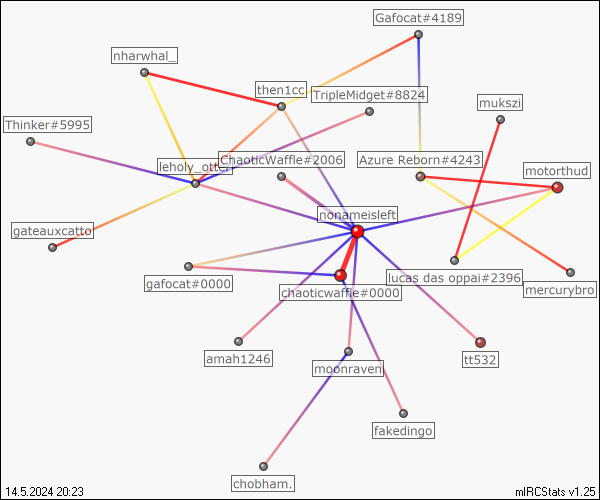 Gafocat#4189
nharwhal_
then1cc
TripleMidget#8824
mukszi
Thinker#5995
leholy_otter
ChaoticWaffle#2006
Azure Reborn#4243
motorthud
nonameisleft
gateauxcatto
gafocat#0000
chaoticwaffle#0000
lucas das oppai#2396
mercurybro
amah1246
moonraven
tt532
fakedingo
chobham.
14.5.2024 20:23
mIRCStats v1.25